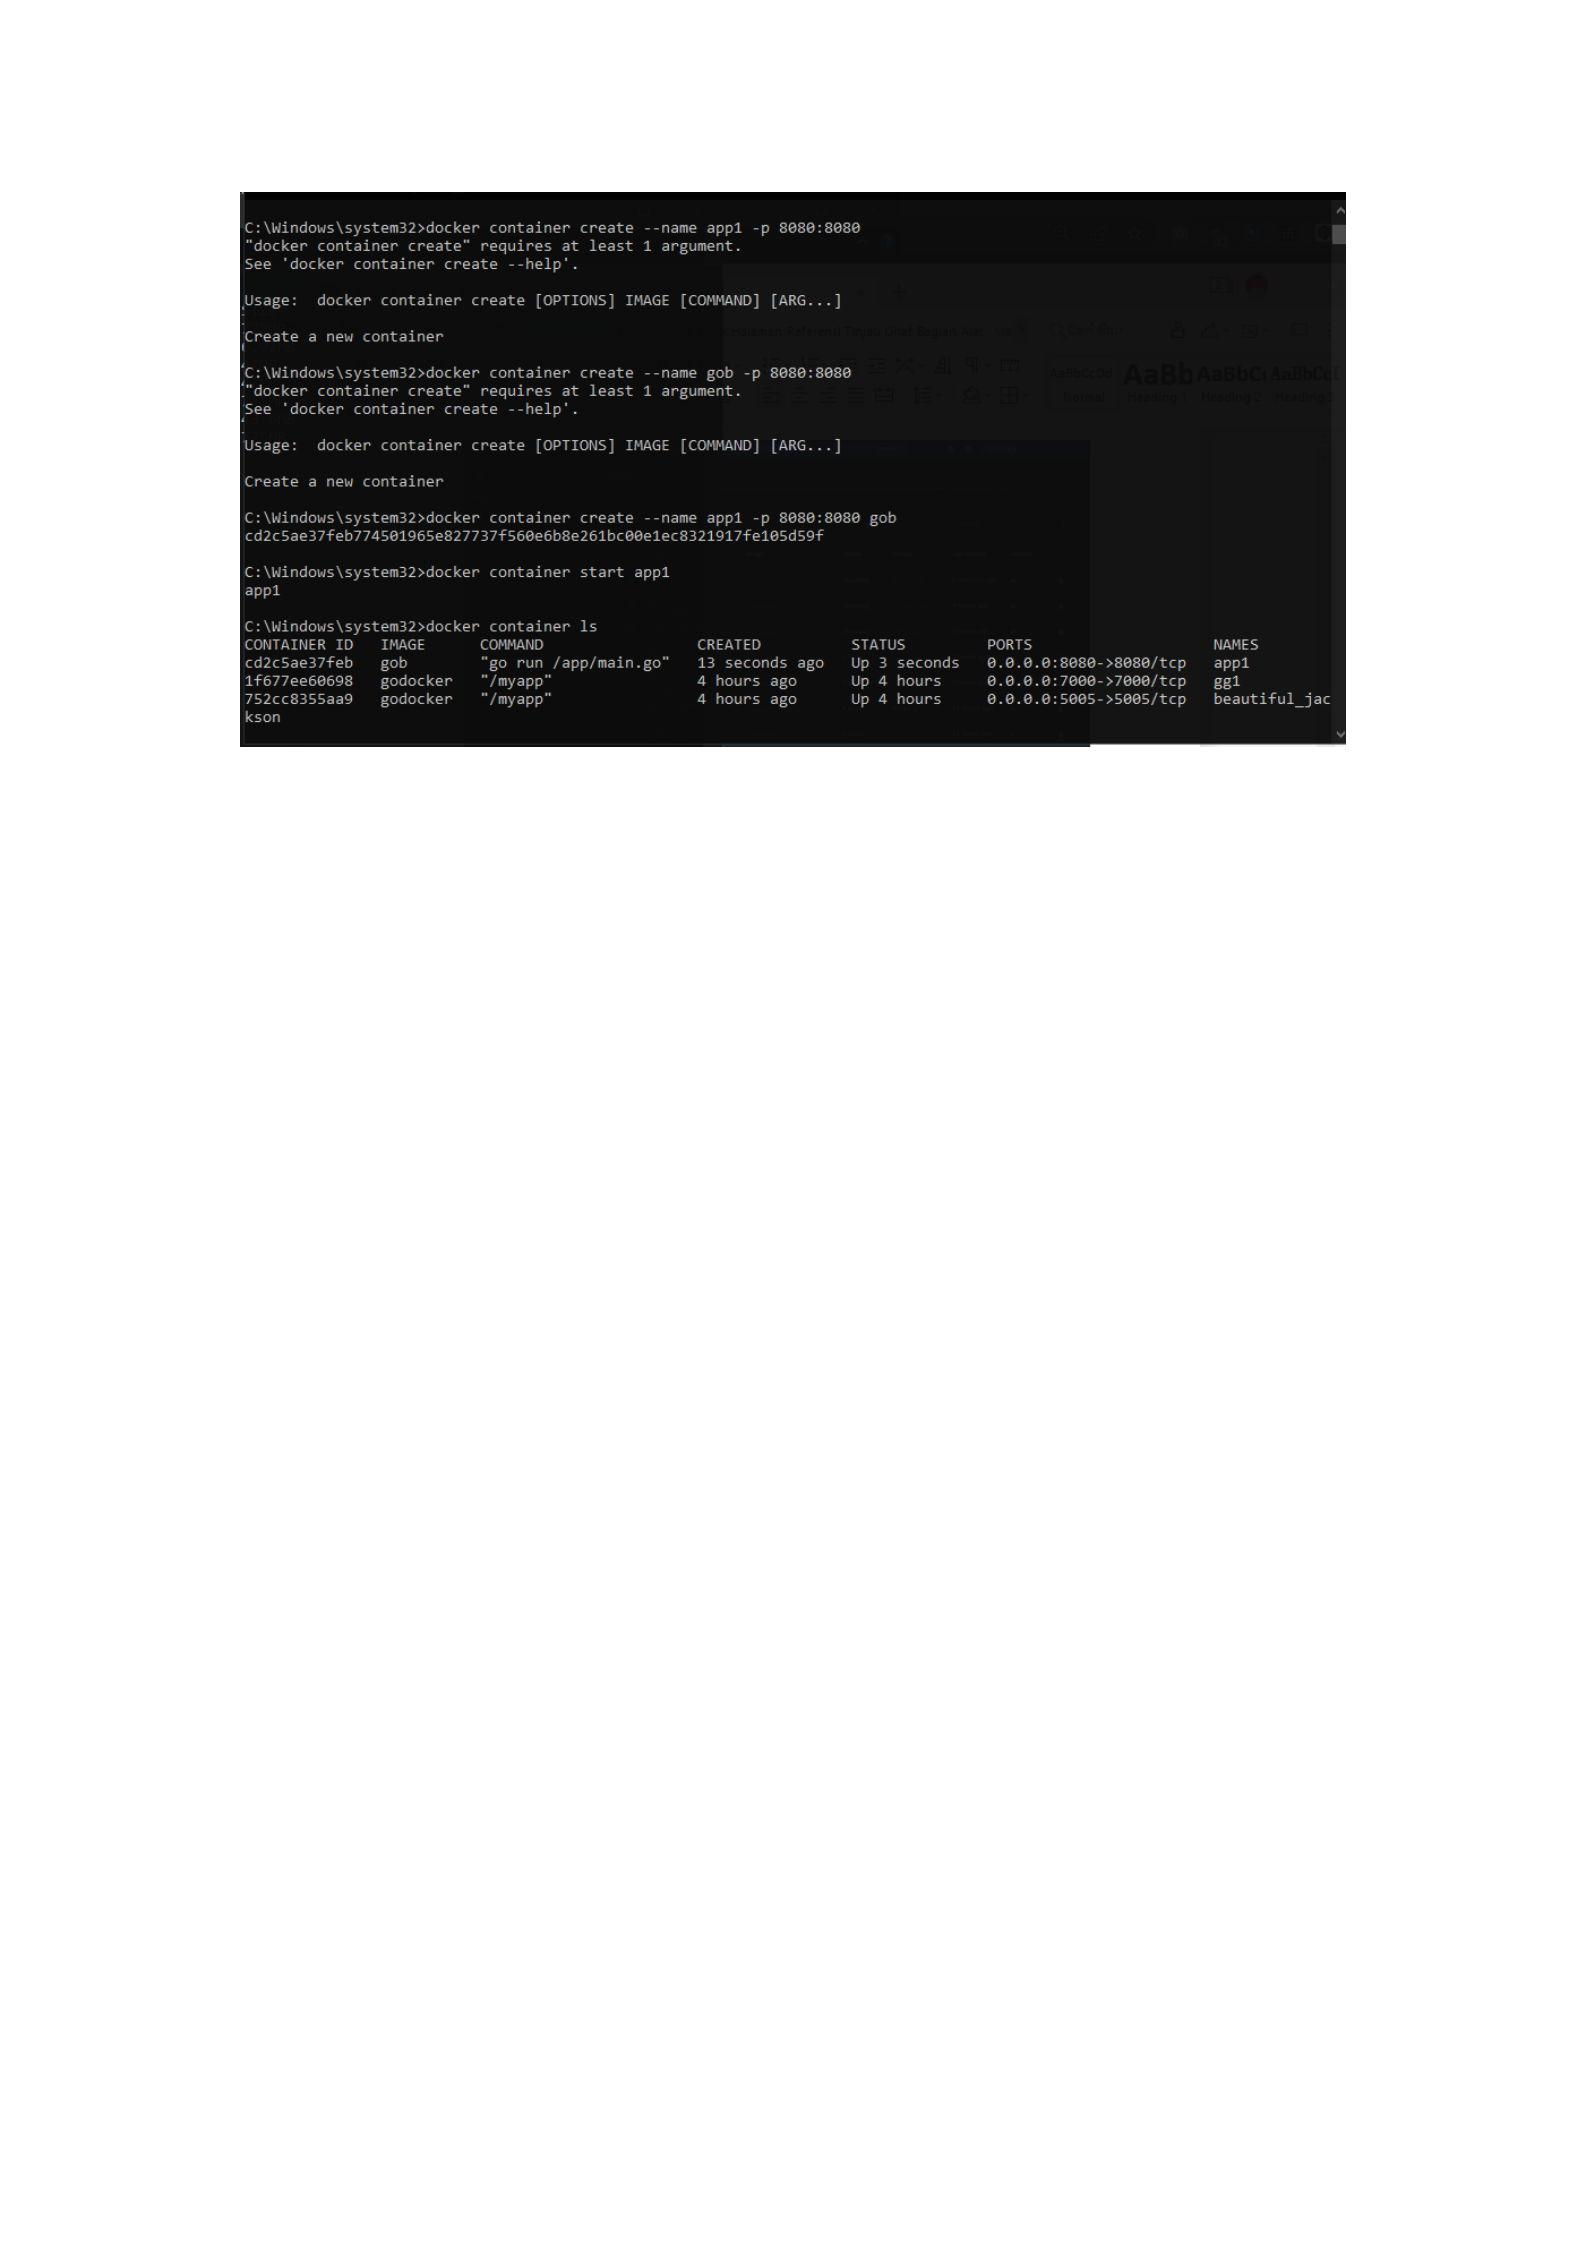 C:\Windows\system32>docker container create --name app1 -p 8080:8080
"docker container create" requires at least 1 argument.
See 'docker container create --help'.
Usage:  docker container create [OPTIONS] IMAGE [COMMAND] [ARG...]
Create a new container
C:\Windows\system32>docker container create --name gob -p 8080:8080
"docker container create" requires at least 1 argument.
See 'docker container create --help'.
Usage:  docker container create [OPTIONS] IMAGE [COMMAND] [ARG...]
Create a new container
C:\Windows\system32>docker container create --name app1 -p 8080:8080 gob
cd2c5ae37feb774501965e827737f560e6b8e261bc00e1ec8321917fe105d59f
C:\Windows\system32>docker container start app1
app1
C:\Windows\system32>docker container ls
CONTAINER ID   IMAGE      COMMAND                 CREATED          STATUS         PORTS                    NAMES
cd2c5ae37feb   gob        "go run /app/main.go"   13 seconds ago   Up 3 seconds   0.0.0.0:8080->8080/tcp   app1
1f677ee60698   godocker   "/myapp"                4 hours ago      Up 4 hours     0.0.0.0:7000->7000/tcp   gg1
752cc8355aa9   godocker   "/myapp"                4 hours ago      Up 4 hours     0.0.0.0:5005->5005/tcp   beautiful_jac
kson